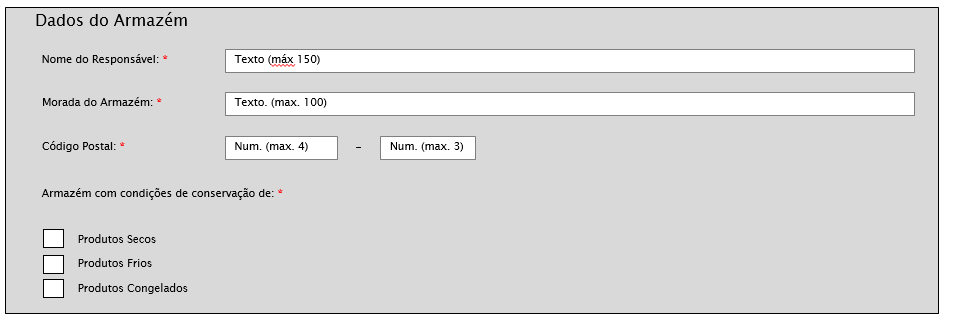 Dados do Armazém
Nome do Responsável: * Texto (máx 150)
Morada do Armazém: * Texto. (max. 100)
Código Postal: * Num. (max. 4) – Num. (max. 3)
Armazém com condições de conservação de: *
Produtos Secos
Produtos Frios
Produtos Congelados